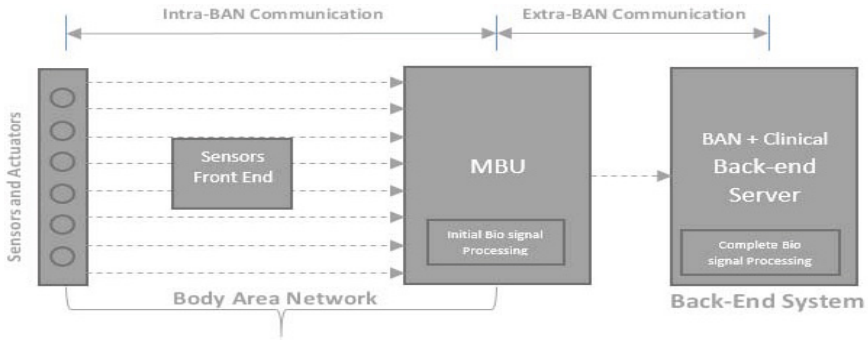 Intra-BAN Communication
Extra-BAN Communication
Sensors and Actuators
Sensors
Front End
MBU
Initial Bio signal
Processing
BAN + Clinical
Back-end
Server
Complete Bio
signal Processing
Body Area Network
Back-End System